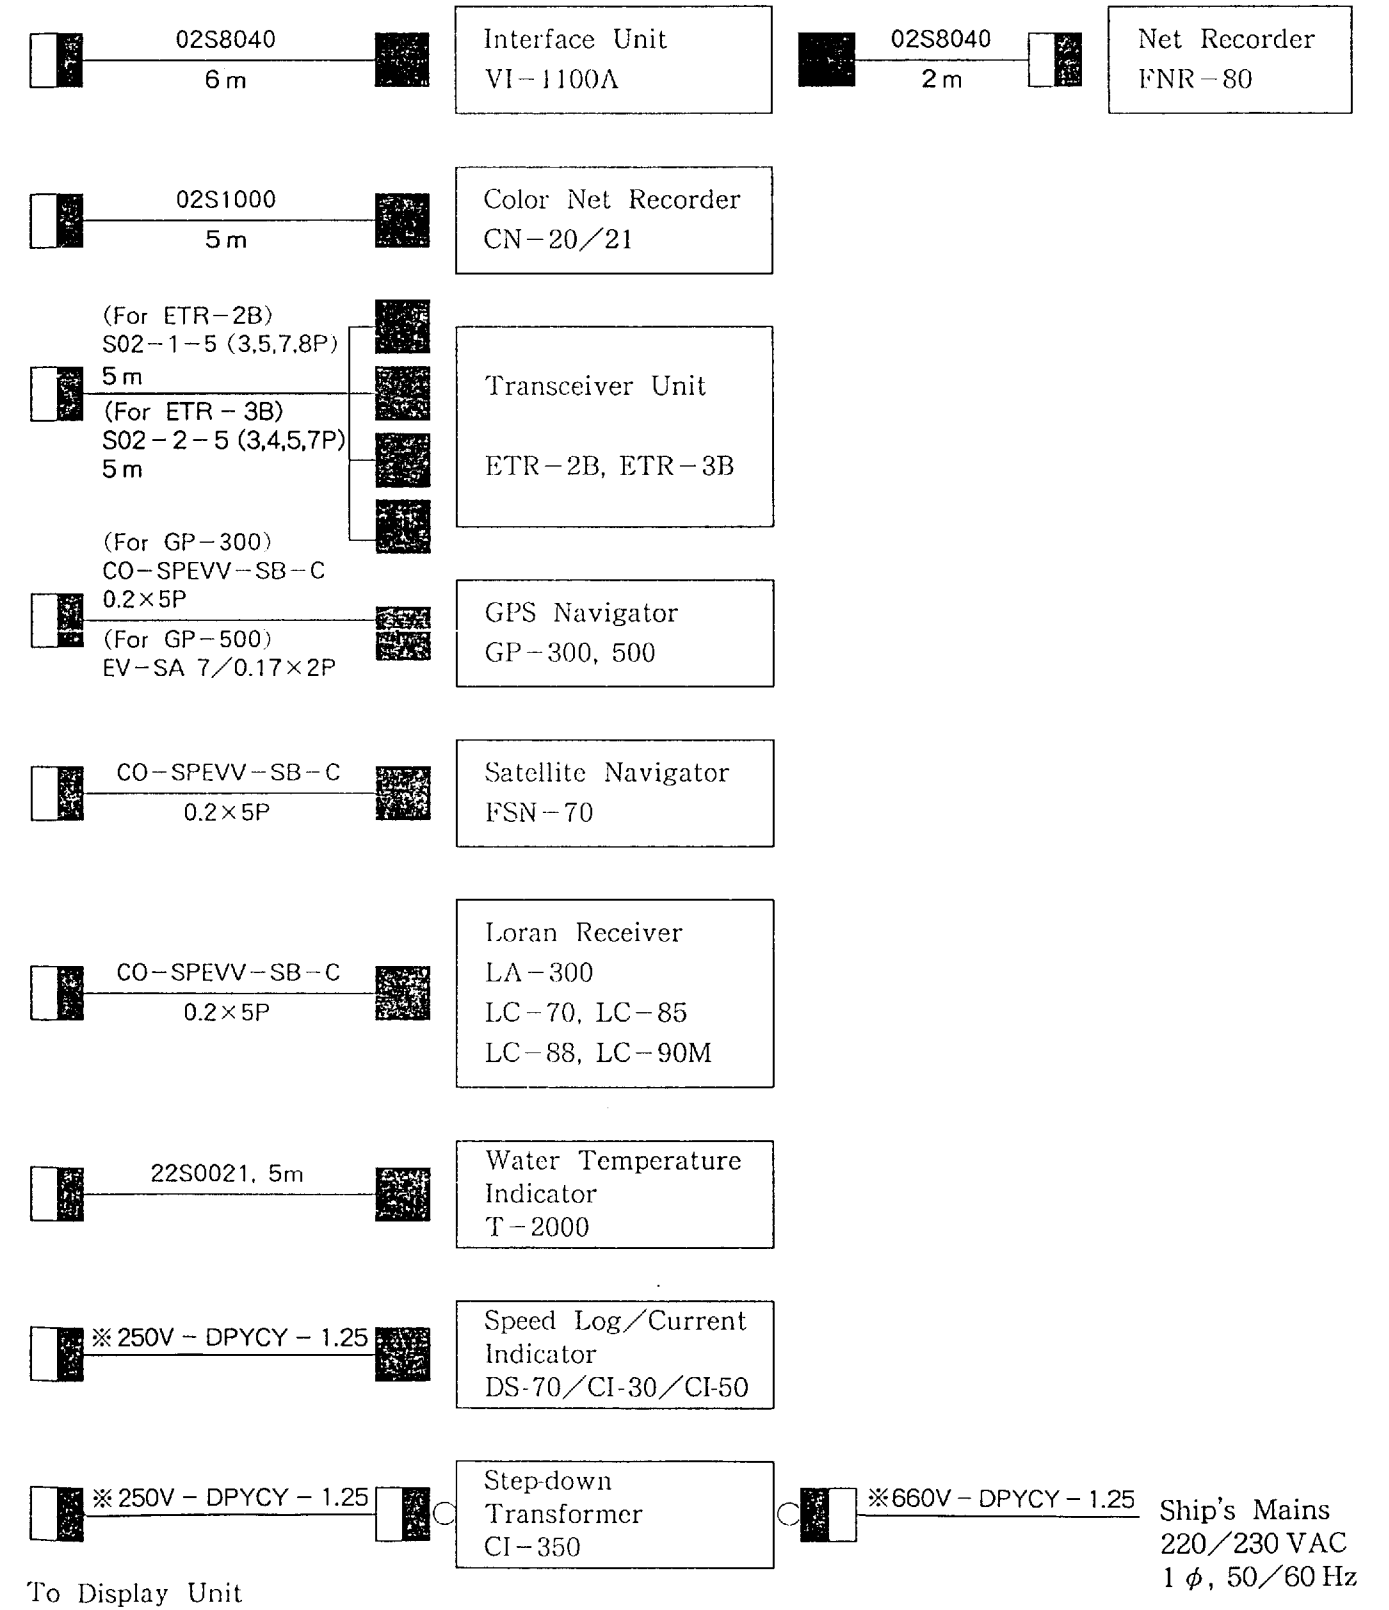 02S8040
6 m
Interface Unit
VI-1100A
02S8040
2 m
Net Recorder
FNR-80
02S1000
5 m
Color Net Recorder
CN-20/21
(For ETR-2B)
S02-1-5 (3,5,7,8P)
5 m
(For ETR-3B)
S02-2-5 (3,4,5,7P)
5 m
Transceiver Unit
ETR-2B, ETR-3B
(For GP-300)
CO-SPEVV-SB-C
0.2×5P
(For GP-500)
EV-SA 7/0.17×2P
GPS Navigator
GP-300, 500
CO-SPEVV-SB-C
0.2×5P
Satellite Navigator
FSN-70
CO-SPEVV-SB-C
0.2×5P
Loran Receiver
LA-300
LC-70, LC-85
LC-88, LC-90M
22S0021, 5m
Water Temperature
Indicator
T-2000
※250V-DPYCY-1.25
Speed Log/Current
Indicator
DS-70/CI-30/CI-50
※250V-DPYCY-1.25
Step-down
Transformer
CI-350
※660V-DPYCY-1.25
Ship's Mains
220/230 VAC
1 ϕ, 50/60 Hz
To Display Unit